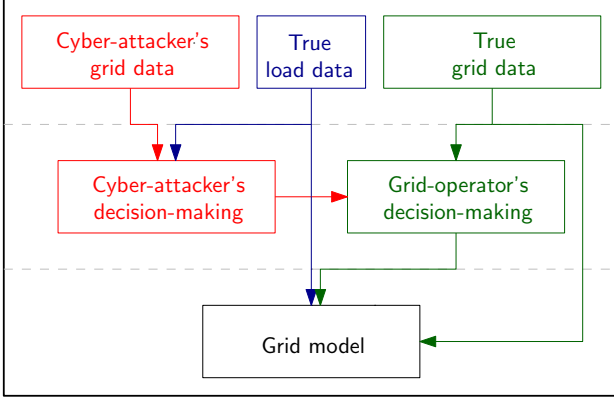 Cyber-attacker's
grid data
True
load data
True
grid data
Cyber-attacker's
decision-making
Grid-operator's
decision-making
Grid model